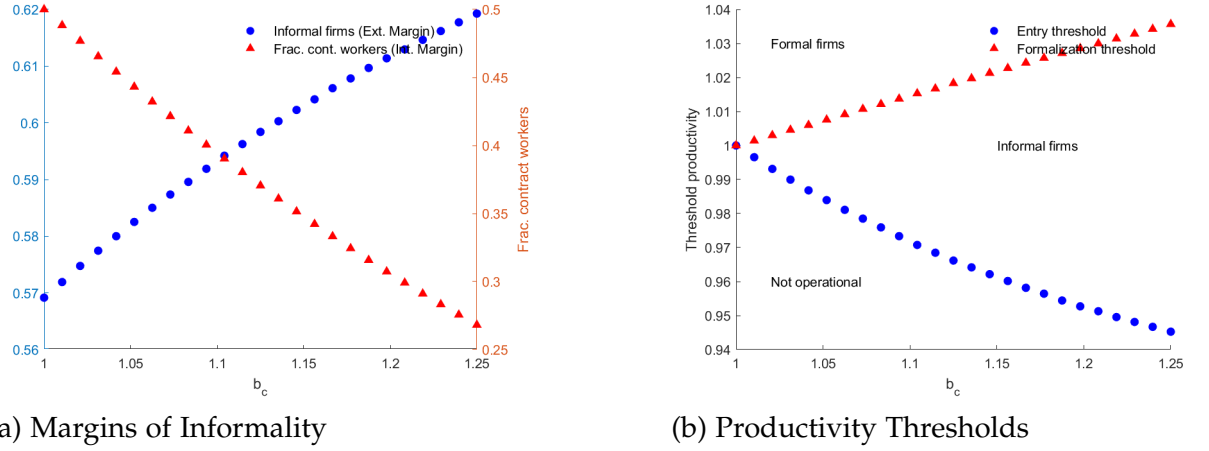 0.62
0.61
0.6
0.59
0.58
0.57
0.56
Informal firms (Ext. Margin)
Frac. cont. workers (Int. Margin)
0.5
0.45
0.4
0.35
0.3
0.25
Frac. contract workers
1 1.05 1.1 1.15 1.2 1.25
b_c
a) Margins of Informality
1.04
1.03
1.02
1.01
1
0.99
0.98
0.97
0.96
0.95
0.94
Threshold productivity
Entry threshold
Formalization threshold
Formal firms
Informal firms
Not operational
1 1.05 1.1 1.15 1.2 1.25
b_c
(b) Productivity Thresholds